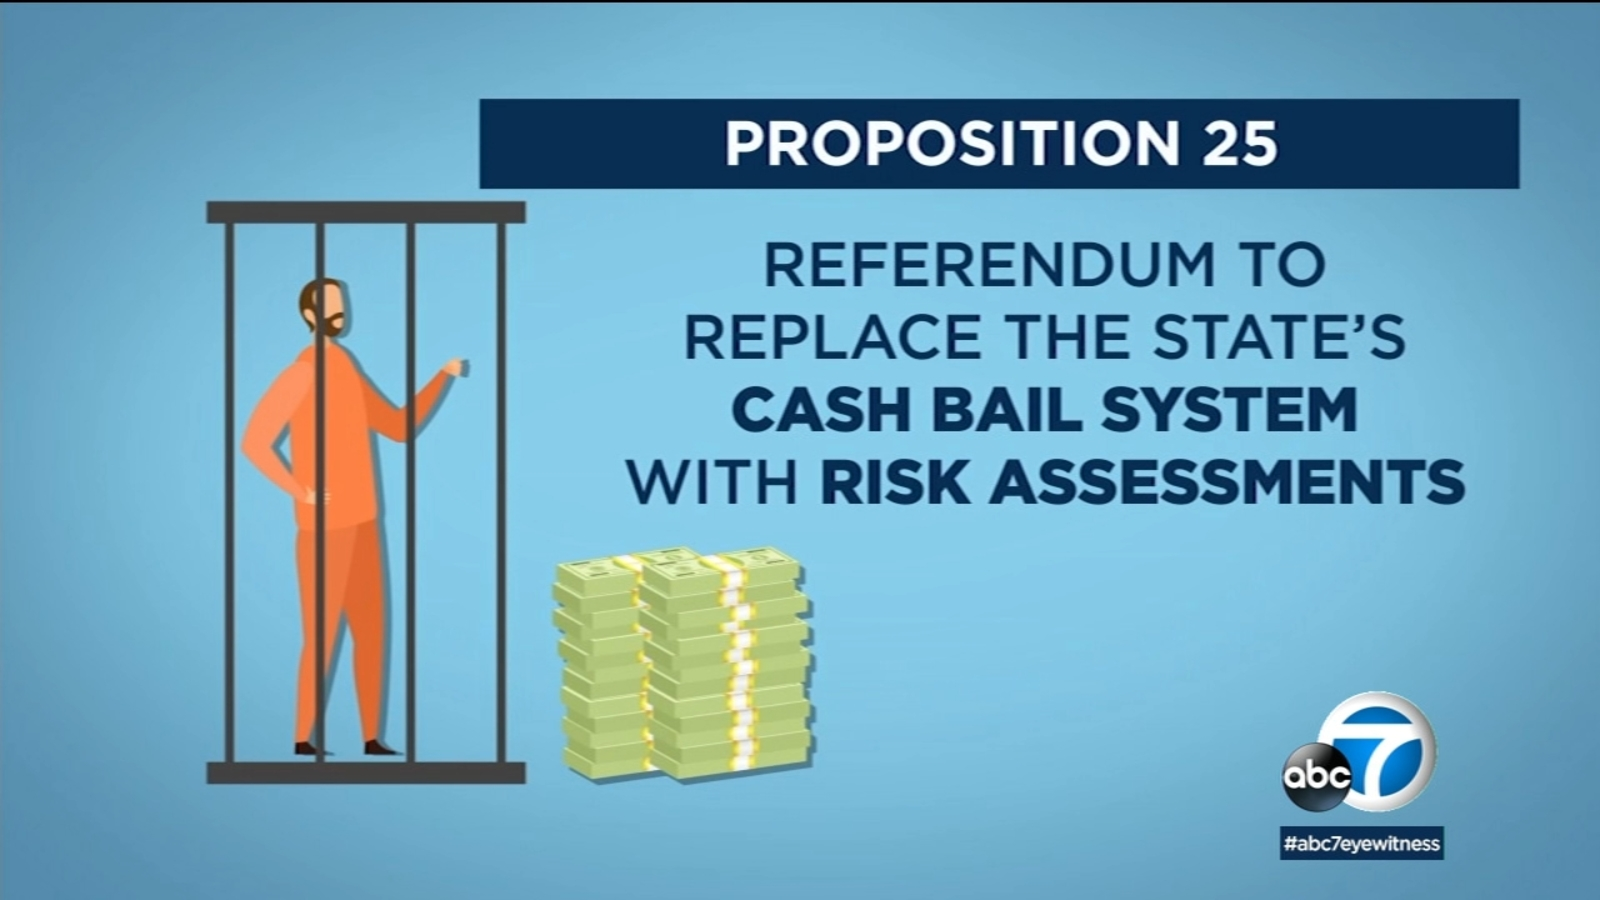 PROPOSITION 25
REFERENDUM TO
REPLACE THE STATE’S
CASH BAIL SYSTEM
WITH RISK ASSESSMENTS
abc 7
#abc7eyewitness